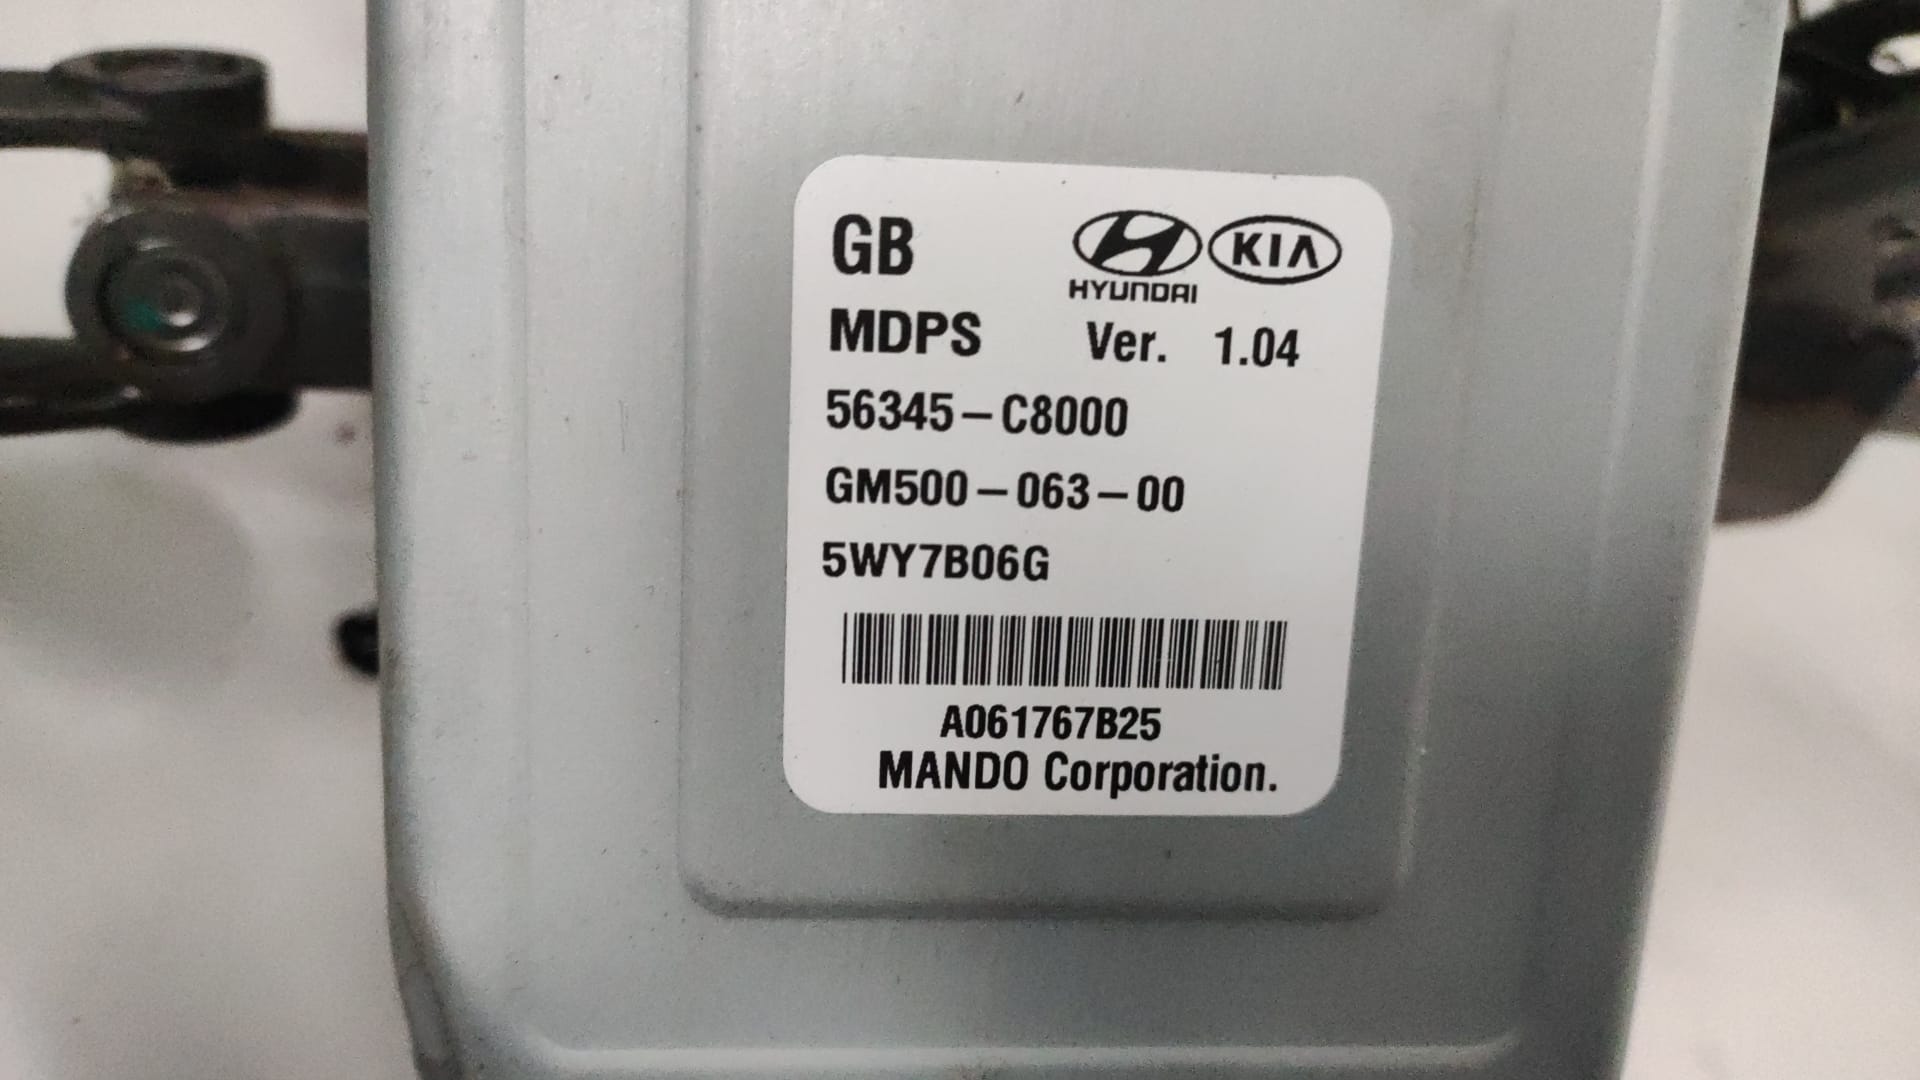 GB
HYUNDAI KIA
MDPS Ver. 1.04
56345-C8000
GM500-063-00
5WY7B06G
A061767B25
MANDO Corporation.